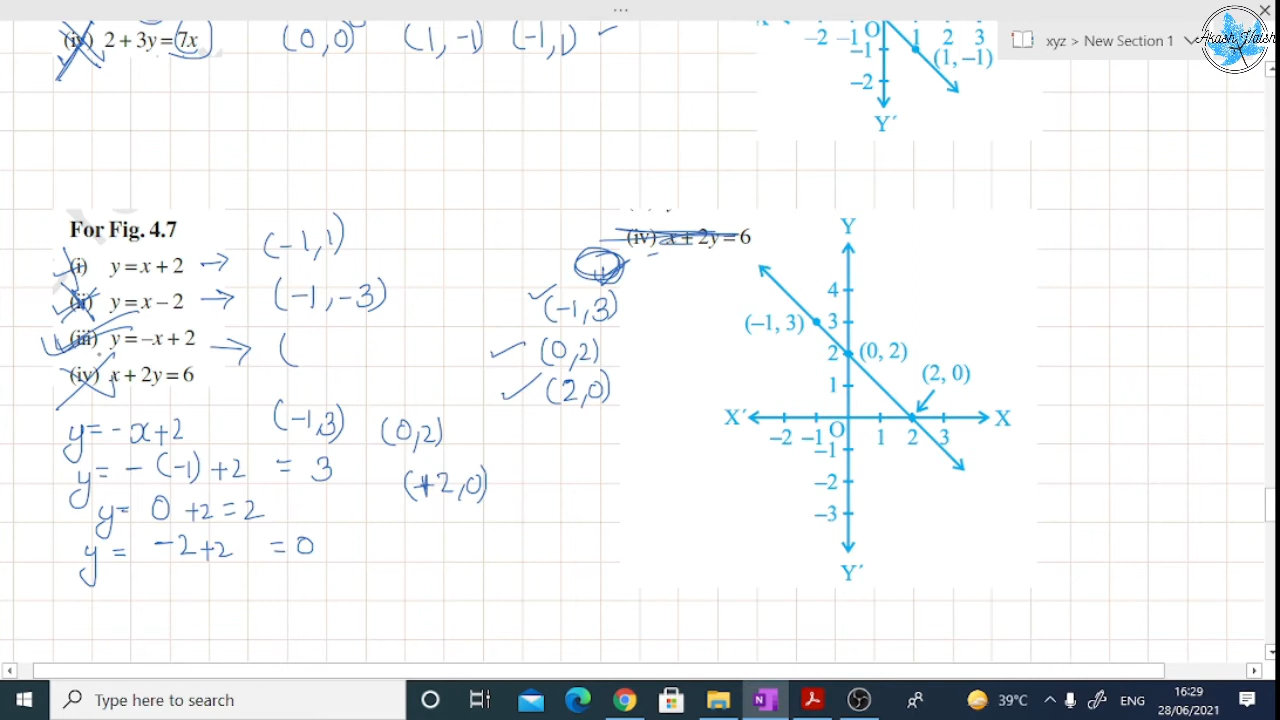 (iv) 2 + 3y = 7x (0,0) (1,-1) (-1,1)
xyz > New Section 1
-2 -1 O 1 2 3
-1
(1, -1)
-2
Y′
For Fig. 4.7
(i) y = x + 2 → (-1,1)
(ii) y = x – 2 → (-1,-3)
(iii) y = –x + 2 → (
(iv) x + 2y = 6
y = -x+2 (-1,3) (0,2)
y = -(-1)+2 = 3 (+2,0)
y = 0+2=2
y = -2+2 = 0
(iv) x + 2y = 6
(-1,3)
(0,2)
(2,0)
Y
4
(–1, 3) 3
2 (0, 2)
1 (2, 0)
X′ X
–2 –1 O 1 2 3
–1
–2
–3
Y′
Type here to search
39°C ENG 16:29
28/06/2021